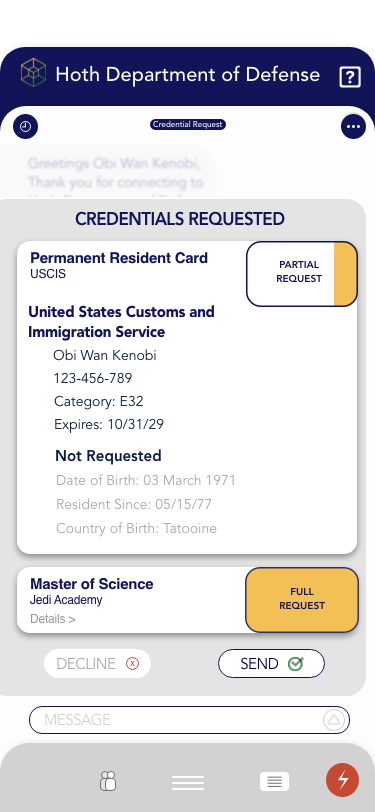 Hoth Department of Defense
Credential Request
Greetings Obi Wan Kenobi,
Thank you for connecting to
CREDENTIALS REQUESTED
Permanent Resident Card
USCIS
PARTIAL
REQUEST
United States Customs and
Immigration Service
Obi Wan Kenobi
123-456-789
Category: E32
Expires: 10/31/29
Not Requested
Date of Birth: 03 March 1971
Resident Since: 05/15/77
Country of Birth: Tatooine
Master of Science
Jedi Academy
Details >
FULL
REQUEST
DECLINE
SEND
MESSAGE